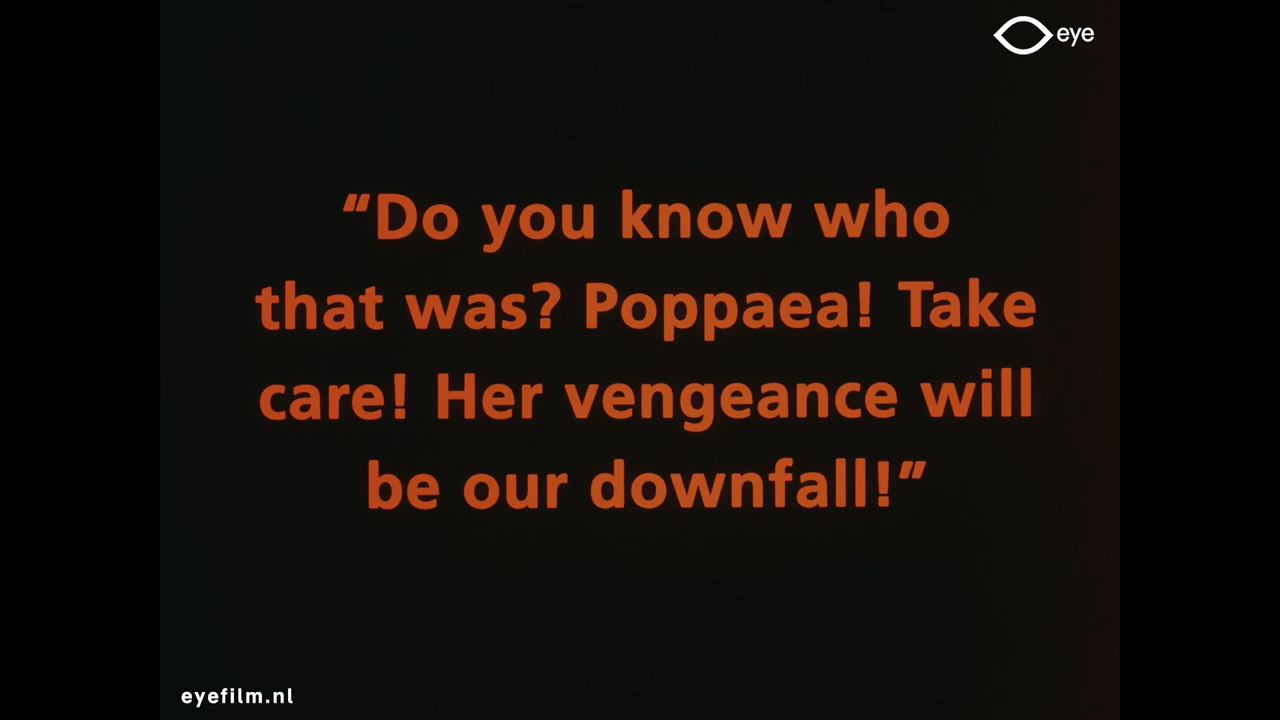 eye
“Do you know who
that was? Poppaea! Take
care! Her vengeance will
be our downfall!”
eyefilm.nl